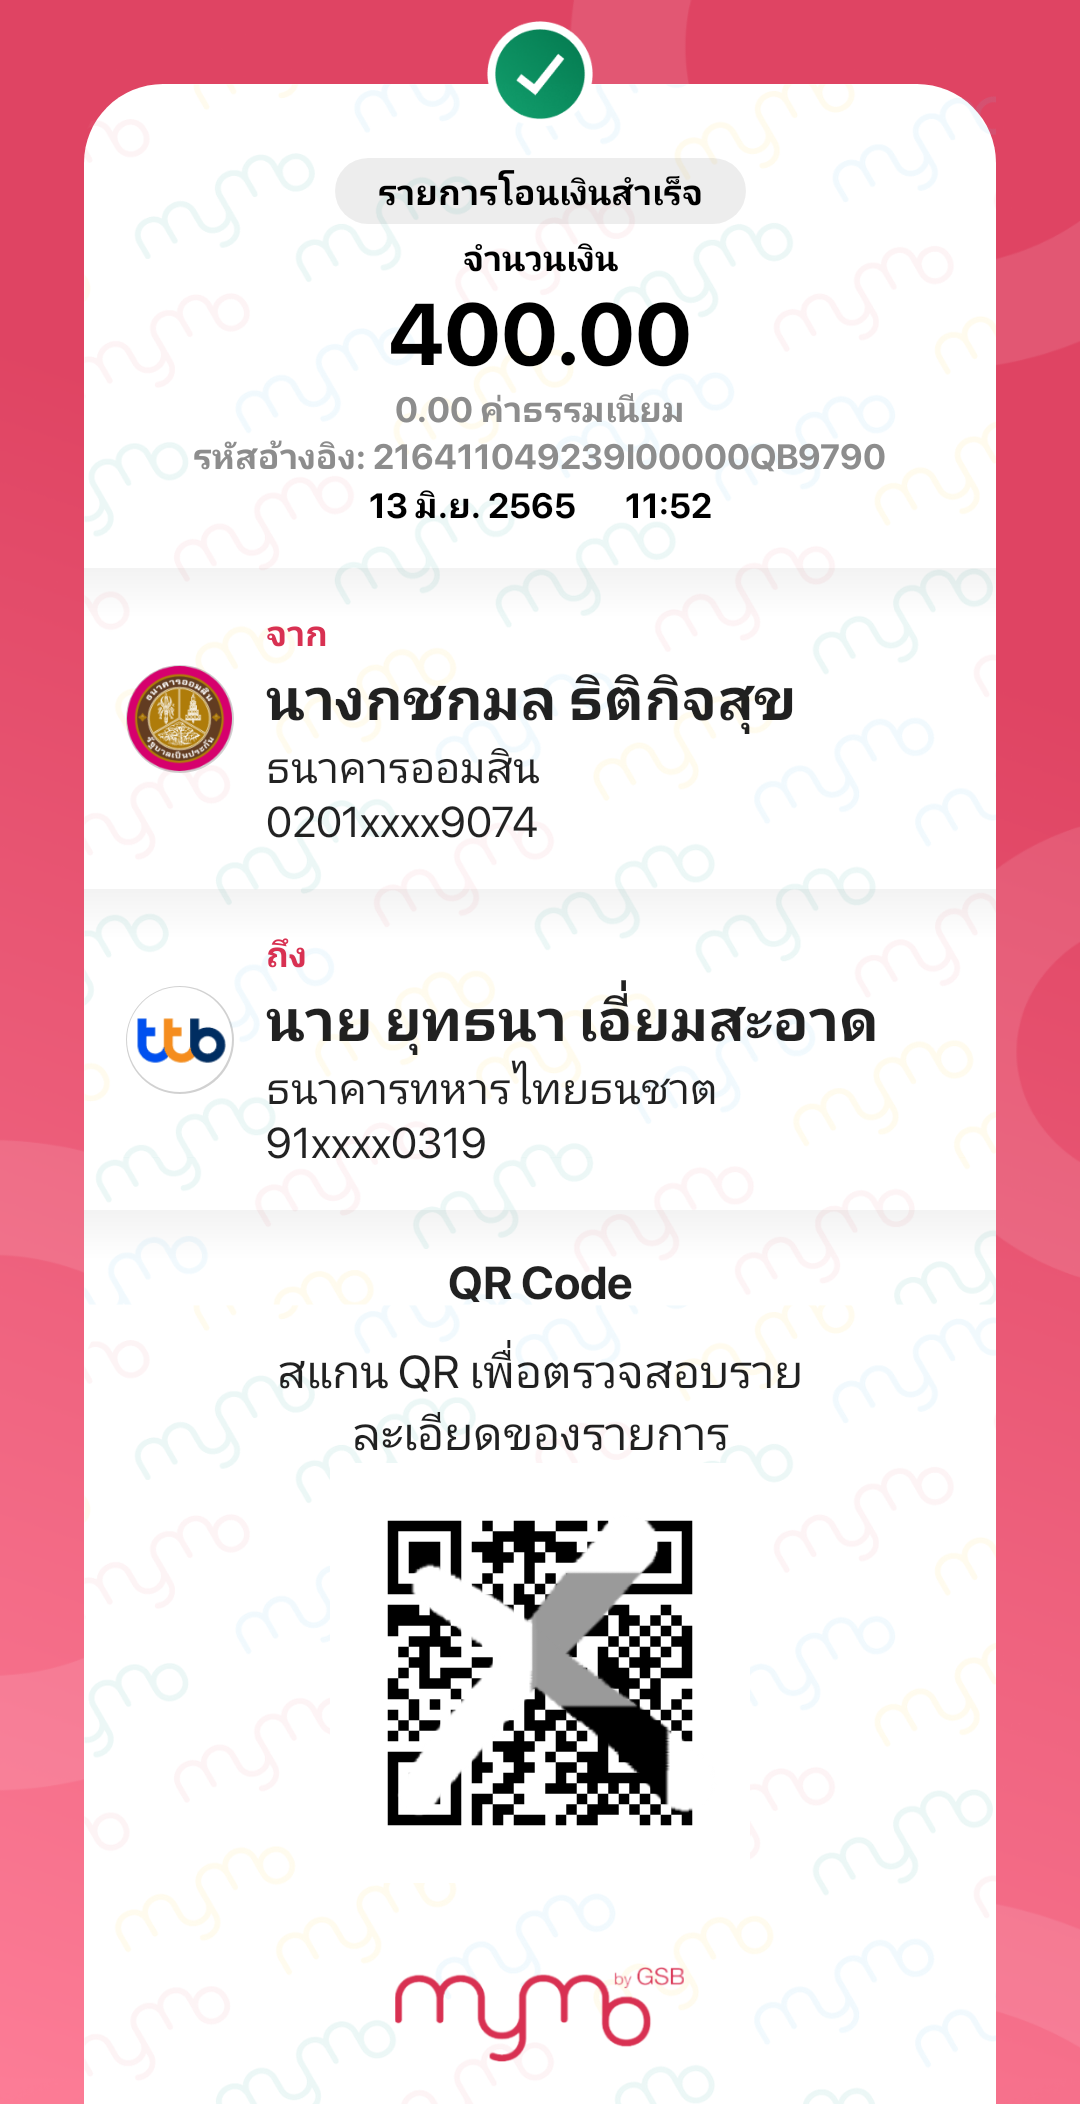 รายการโอนเงินสำเร็จ
จำนวนเงิน
400.00
0.00 ค่าธรรมเนียม
รหัสอ้างอิง: 216411049239I00000QB9790
13 มิ.ย. 2565 11:52
จาก
นางกชกมล ธิติกิจสุข
ธนาคารออมสิน
0201xxxx9074
ถึง
ttb
นาย ยุทธนา เอี่ยมสะอาด
ธนาคารทหารไทยธนชาต
91xxxx0319
QR Code
สแกน QR เพื่อตรวจสอบราย
ละเอียดของรายการ
mymo by GSB